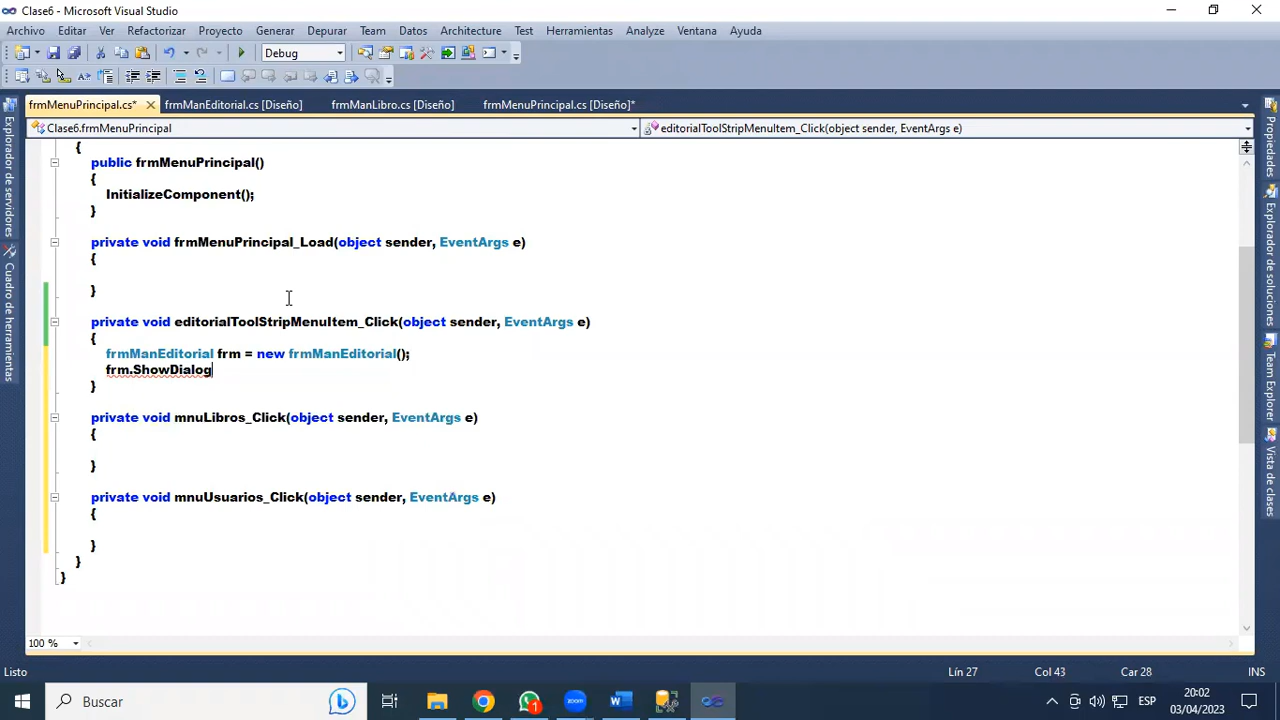 Clase6 - Microsoft Visual Studio
Archivo Editar Ver Refactorizar Proyecto Generar Depurar Team Datos Architecture Test Herramientas Analyze Ventana Ayuda
Debug
frmMenuPrincipal.cs* frmManEditorial.cs [Diseño] frmManLibro.cs [Diseño] frmMenuPrincipal.cs [Diseño]*
Clase6.frmMenuPrincipal editorialToolStripMenuItem_Click(object sender, EventArgs e)
{
public frmMenuPrincipal()
{
InitializeComponent();
}
private void frmMenuPrincipal_Load(object sender, EventArgs e)
{
}
private void editorialToolStripMenuItem_Click(object sender, EventArgs e)
{
frmManEditorial frm = new frmManEditorial();
frm.ShowDialog
}
private void mnuLibros_Click(object sender, EventArgs e)
{
}
private void mnuUsuarios_Click(object sender, EventArgs e)
{
}
}
}
Explorador de servidores
Cuadro de herramientas
Propiedades
Explorador de soluciones
Team Explorer
Vista de clases
100 %
Listo Lín 27 Col 43 Car 28 INS
Buscar
1
zoom
ESP
20:02
03/04/2023